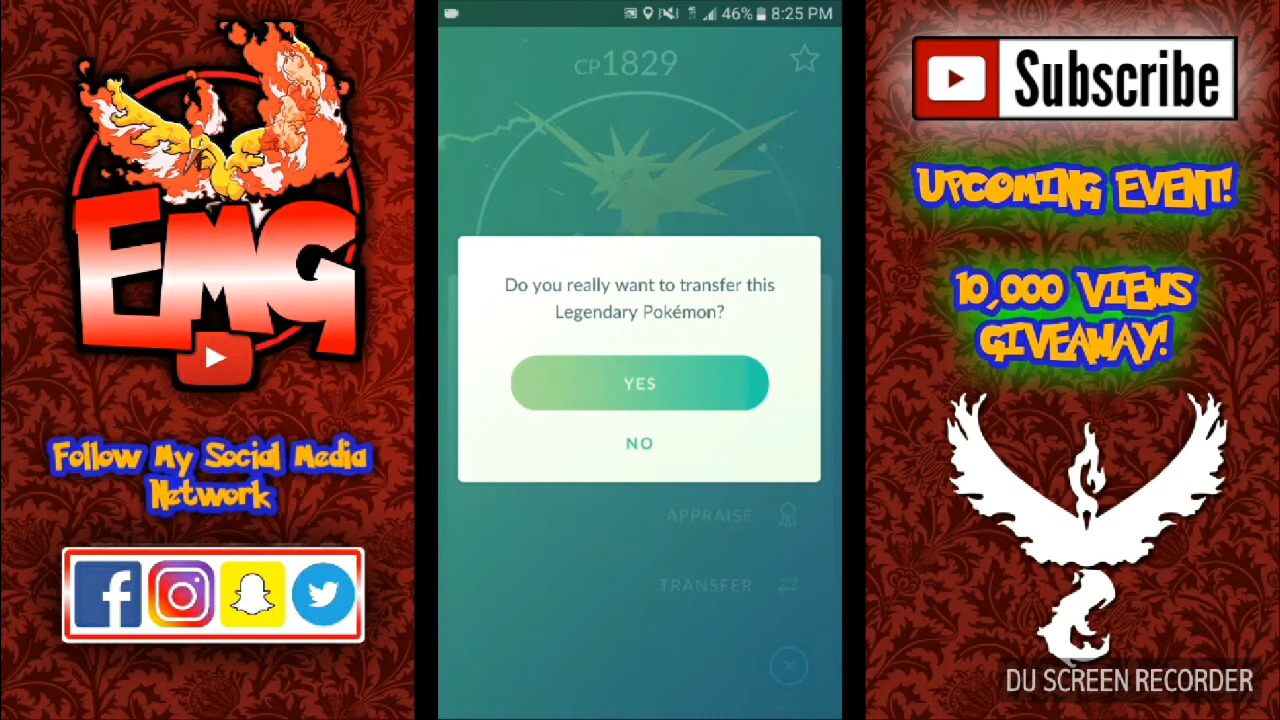 EMG
Follow My Social Media
Network
46% 8:25 PM
CP1829
Do you really want to transfer this
Legendary Pokémon?
YES
NO
APPRAISE
TRANSFER
Subscribe
UPCOMING EVENT!
10,000 VIEWS
GIVEAWAY!
DU SCREEN RECORDER